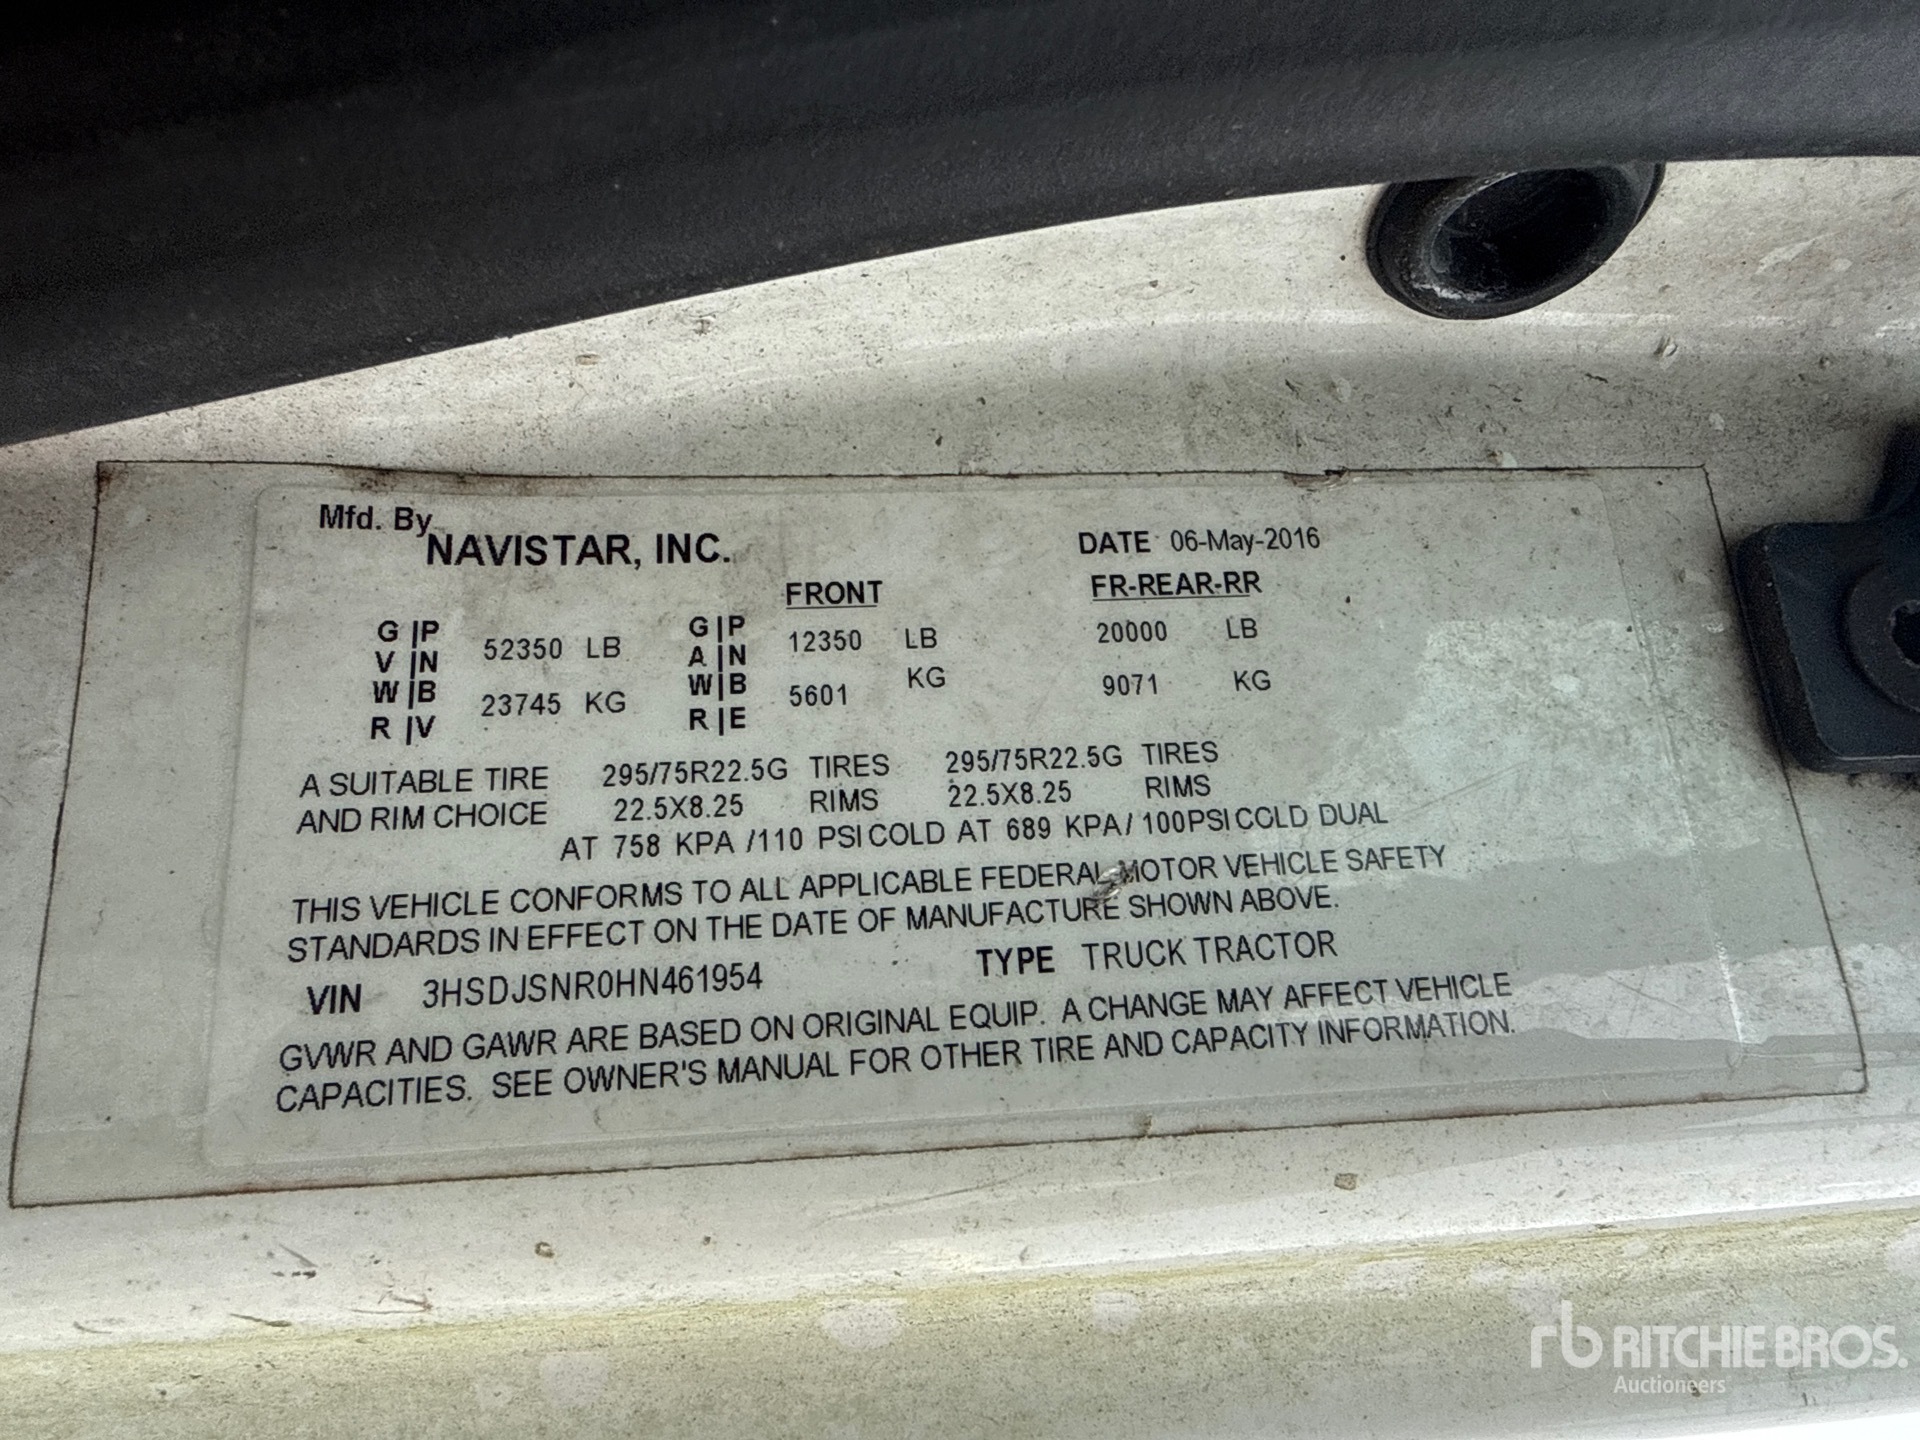 Mfd. By
NAVISTAR, INC.
DATE 06-May-2016
FRONT FR-REAR-RR
G|P 52350 LB G|P 12350 LB 20000 LB
V|N A|N
W|B 23745 KG W|B 5601 KG 9071 KG
R|V R|E
A SUITABLE TIRE 295/75R22.5G TIRES 295/75R22.5G TIRES
AND RIM CHOICE 22.5X8.25 RIMS 22.5X8.25 RIMS
AT 758 KPA /110 PSI COLD AT 689 KPA/ 100PSI COLD DUAL
THIS VEHICLE CONFORMS TO ALL APPLICABLE FEDERAL MOTOR VEHICLE SAFETY
STANDARDS IN EFFECT ON THE DATE OF MANUFACTURE SHOWN ABOVE.
VIN 3HSDJSNR0HN461954 TYPE TRUCK TRACTOR
GVWR AND GAWR ARE BASED ON ORIGINAL EQUIP. A CHANGE MAY AFFECT VEHICLE
CAPACITIES. SEE OWNER'S MANUAL FOR OTHER TIRE AND CAPACITY INFORMATION.
rb RITCHIE BROS.
Auctioneers